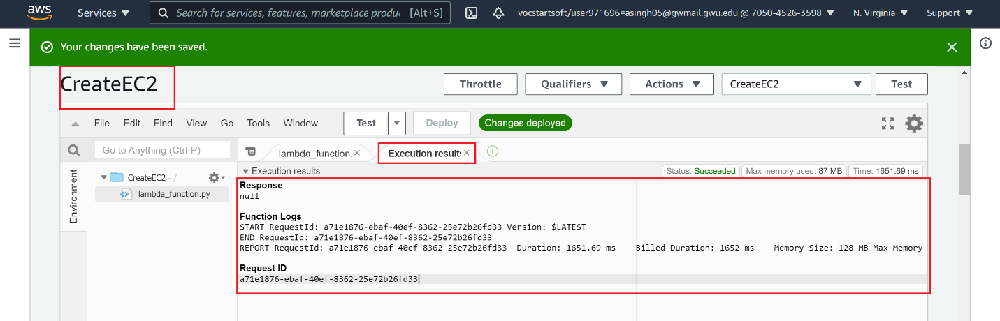 aws Services Search for services, features, marketplace produ [Alt+S] vocstartsoft/user971696=asingh05@gwmail.gwu.edu @ 7050-4526-3598 N. Virginia Support
Your changes have been saved.
CreateEC2 Throttle Qualifiers Actions CreateEC2 Test
File Edit Find View Go Tools Window Test Deploy Changes deployed
Go to Anything (Ctrl-P) lambda_function. Execution results
Execution results Status: Succeeded Max memory used: 87 MB Time: 1651.69 ms
Environment
CreateEC2 - /
lambda_function.py
Response
null
Function Logs
START RequestId: a71e1876-ebaf-40ef-8362-25e72b26fd33 Version: $LATEST
END RequestId: a71e1876-ebaf-40ef-8362-25e72b26fd33
REPORT RequestId: a71e1876-ebaf-40ef-8362-25e72b26fd33 Duration: 1651.69 ms Billed Duration: 1652 ms Memory Size: 128 MB Max Memory
Request ID
a71e1876-ebaf-40ef-8362-25e72b26fd33